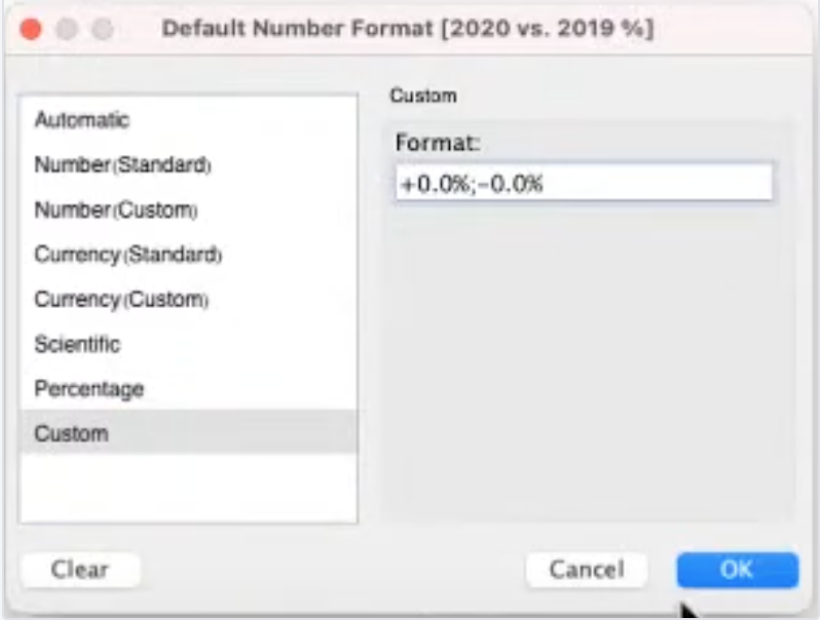 Default Number Format [2020 vs. 2019 %]
Automatic
Number(Standard)
Number(Custom)
Currency(Standard)
Currency(Custom)
Scientific
Percentage
Custom
Custom
Format:
+0.0%;-0.0%
Clear
Cancel
OK